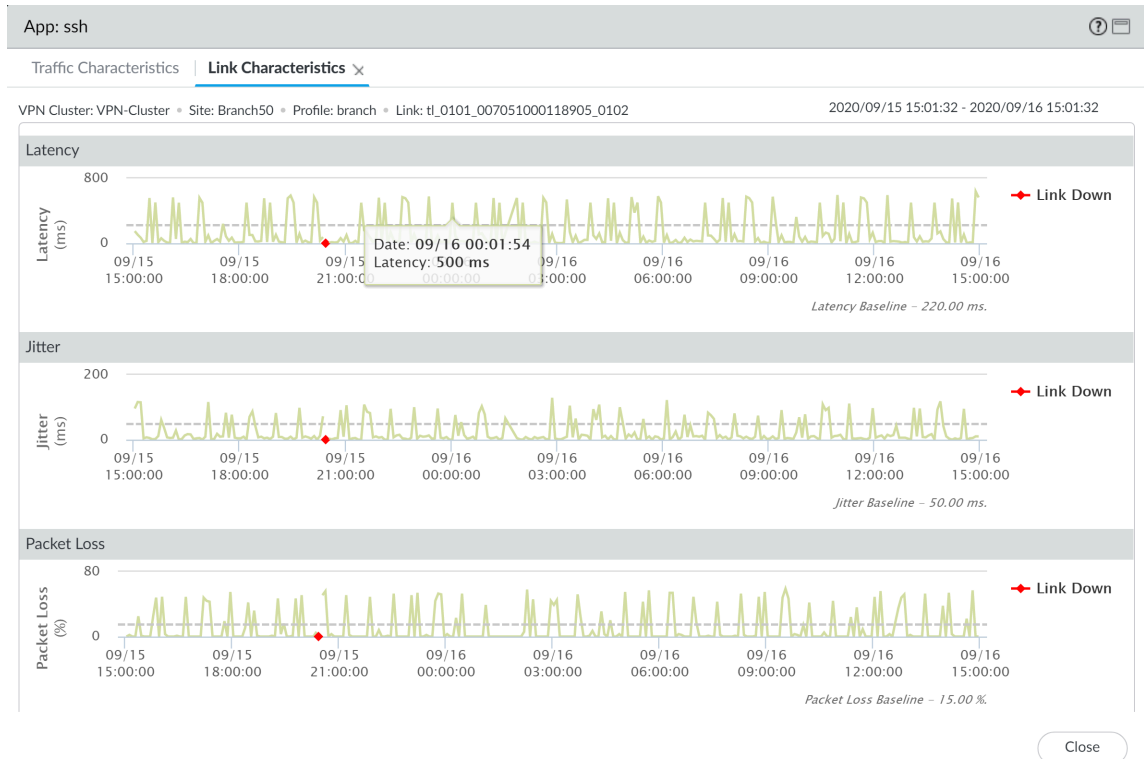 App: ssh
Traffic Characteristics Link Characteristics
VPN Cluster: VPN-Cluster • Site: Branch50 • Profile: branch • Link: tl_0101_007051000118905_0102 2020/09/15 15:01:32 - 2020/09/16 15:01:32
Latency
800
Latency
(ms)
0
Link Down
Date: 09/16 00:01:54
Latency: 500 ms
09/15 09/15 09/15 09/16 09/16 09/16 09/16 09/16
15:00:00 18:00:00 21:00:00 00:00:00 03:00:00 06:00:00 09:00:00 12:00:00 15:00:00
Latency Baseline – 220.00 ms.
Jitter
200
Jitter
(ms)
0
Link Down
09/15 09/15 09/15 09/16 09/16 09/16 09/16 09/16 09/16
15:00:00 18:00:00 21:00:00 00:00:00 03:00:00 06:00:00 09:00:00 12:00:00 15:00:00
Jitter Baseline – 50.00 ms.
Packet Loss
80
Packet Loss
(%)
0
Link Down
09/15 09/15 09/15 09/16 09/16 09/16 09/16 09/16 09/16
15:00:00 18:00:00 21:00:00 00:00:00 03:00:00 06:00:00 09:00:00 12:00:00 15:00:00
Packet Loss Baseline – 15.00 %.
Close